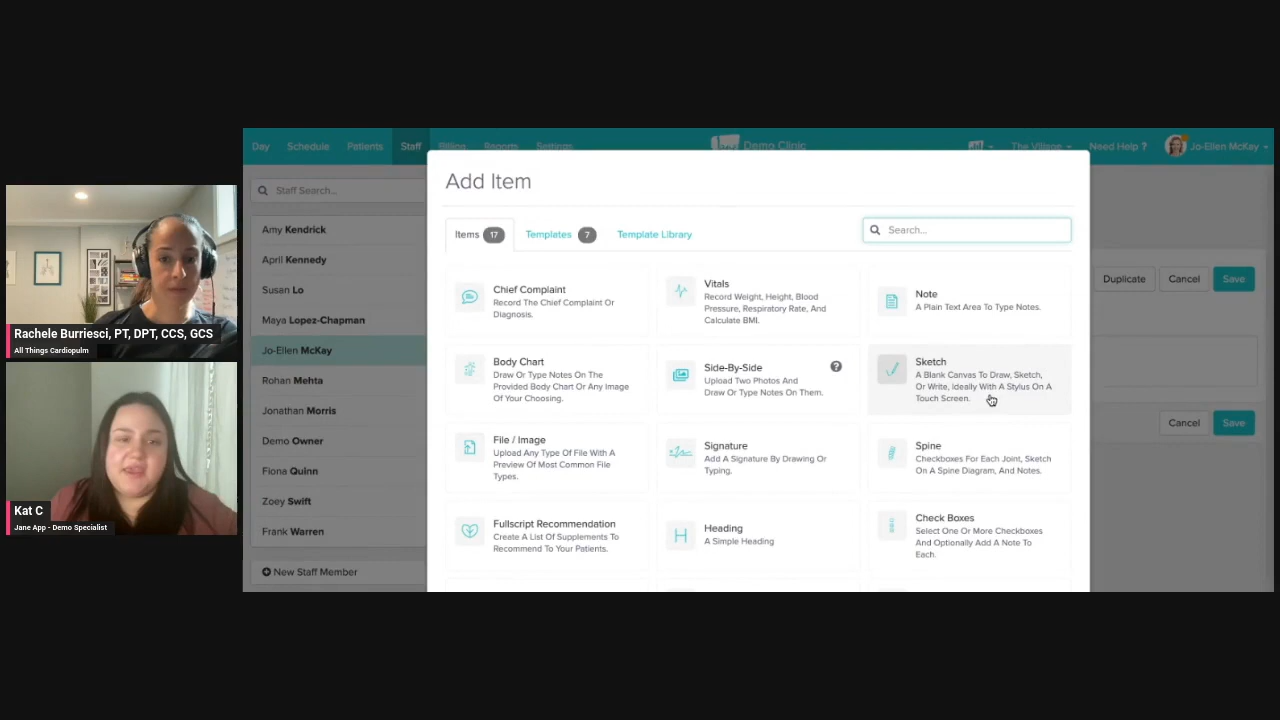 Rachele Burriesci, PT, DPT, CCS, GCS
All Things Cardiopulm
Kat C
Jane App - Demo Specialist
Day Schedule Patients Staff Billing Reports Settings
Demo Clinic
The Village Need Help ? Jo-Ellen McKay
Staff Search...
Amy Kendrick
April Kennedy
Susan Lo
Maya Lopez-Chapman
Jo-Ellen McKay
Rohan Mehta
Jonathan Morris
Demo Owner
Fiona Quinn
Zoey Swift
Frank Warren
New Staff Member
Add Item
Items 17 Templates 7 Template Library
Search...
Chief Complaint
Record The Chief Complaint Or
Diagnosis.
Vitals
Record Weight, Height, Blood
Pressure, Respiratory Rate, And
Calculate BMI.
Note
A Plain Text Area To Type Notes.
Body Chart
Draw Or Type Notes On The
Provided Body Chart Or Any Image
Of Your Choosing.
Side-By-Side ?
Upload Two Photos And
Draw Or Type Notes On Them.
Sketch
A Blank Canvas To Draw, Sketch,
Or Write, Ideally With A Stylus On A
Touch Screen.
File / Image
Upload Any Type Of File With A
Preview Of Most Common File
Types.
Signature
Add A Signature By Drawing Or
Typing.
Spine
Checkboxes For Each Joint, Sketch
On A Spine Diagram, And Notes.
Fullscript Recommendation
Create A List Of Supplements To
Recommend To Your Patients.
H
Heading
A Simple Heading
Check Boxes
Select One Or More Checkboxes
And Optionally Add A Note To
Each.
Duplicate Cancel Save
Cancel Save